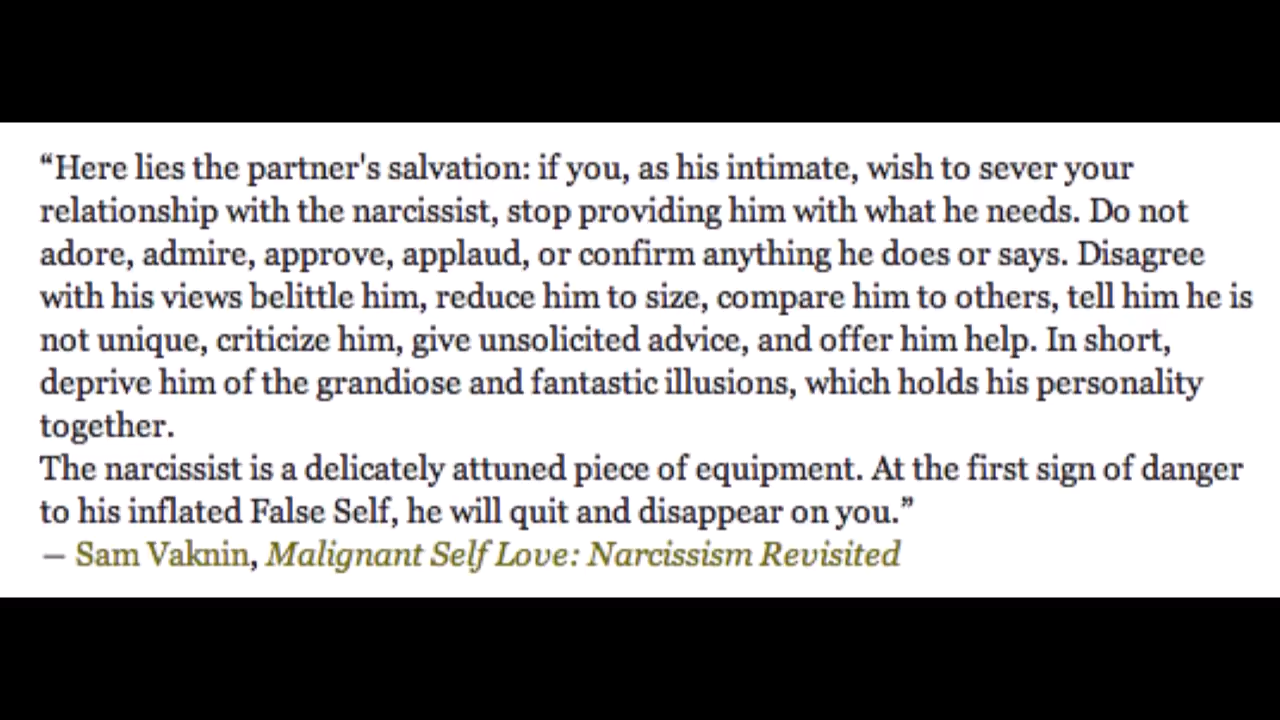 “Here lies the partner's salvation: if you, as his intimate, wish to sever your
relationship with the narcissist, stop providing him with what he needs. Do not
adore, admire, approve, applaud, or confirm anything he does or says. Disagree
with his views belittle him, reduce him to size, compare him to others, tell him he is
not unique, criticize him, give unsolicited advice, and offer him help. In short,
deprive him of the grandiose and fantastic illusions, which holds his personality
together.
The narcissist is a delicately attuned piece of equipment. At the first sign of danger
to his inflated False Self, he will quit and disappear on you.”
— Sam Vaknin, Malignant Self Love: Narcissism Revisited